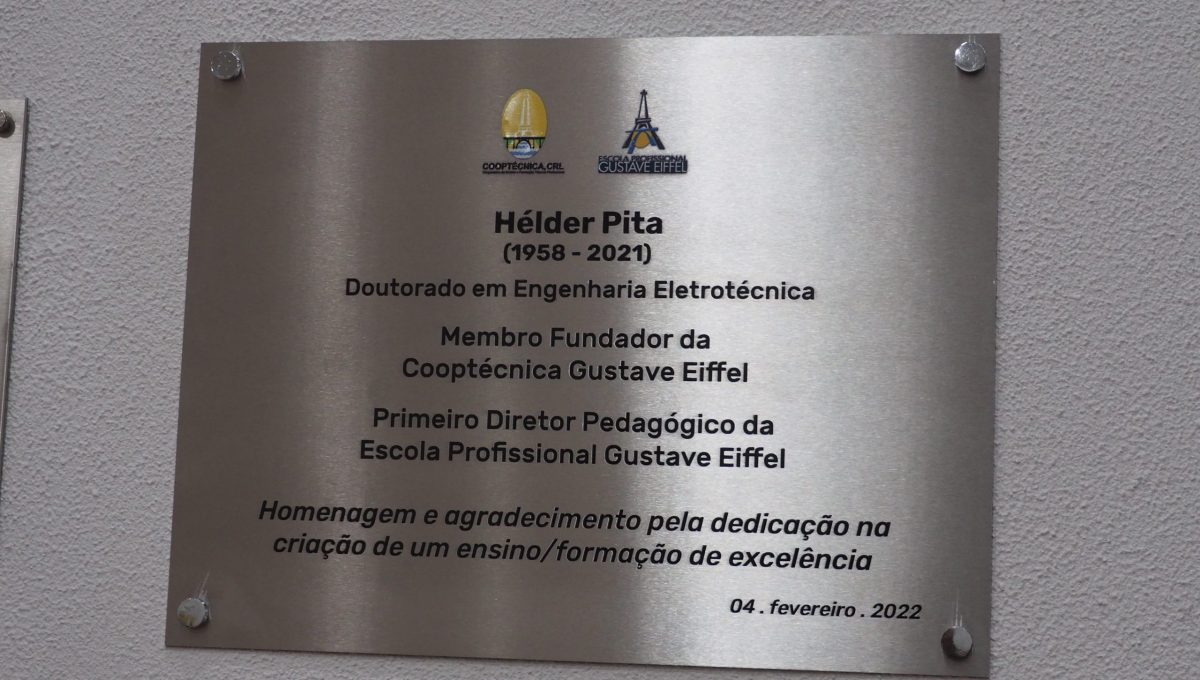 COOPTÉCNICA, CRL
ESCOLA PROFISSIONAL
GUSTAVE EIFFEL
Hélder Pita
(1958 - 2021)
Doutorado em Engenharia Eletrotécnica
Membro Fundador da
Cooptécnica Gustave Eiffel
Primeiro Diretor Pedagógico da
Escola Profissional Gustave Eiffel
Homenagem e agradecimento pela dedicação na
criação de um ensino/formação de excelência
04 . fevereiro . 2022